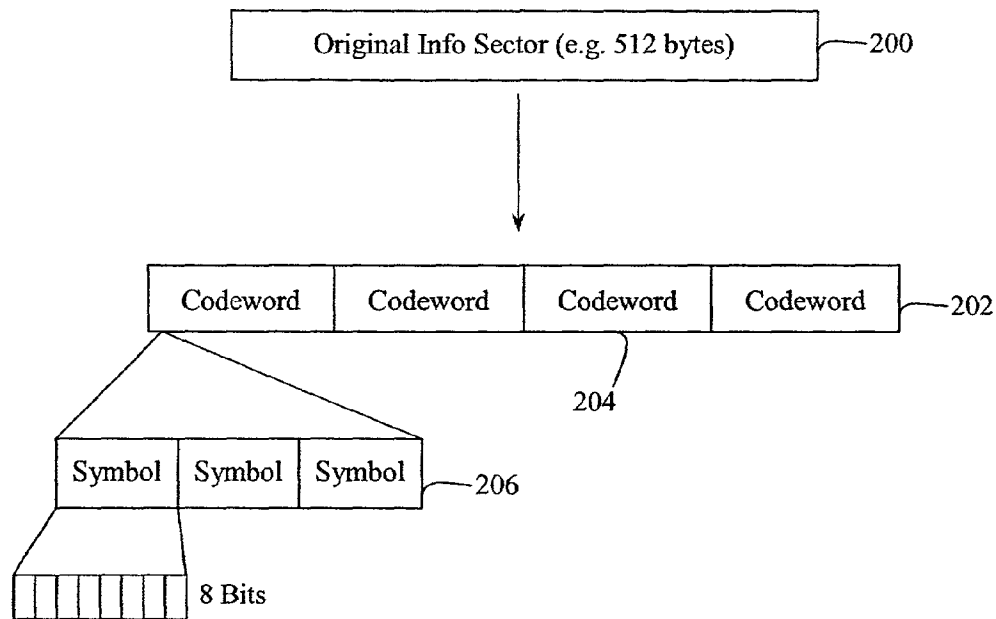 Original Info Sector (e.g. 512 bytes)
200
Codeword Codeword Codeword Codeword
202
204
Symbol Symbol Symbol
206
8 Bits